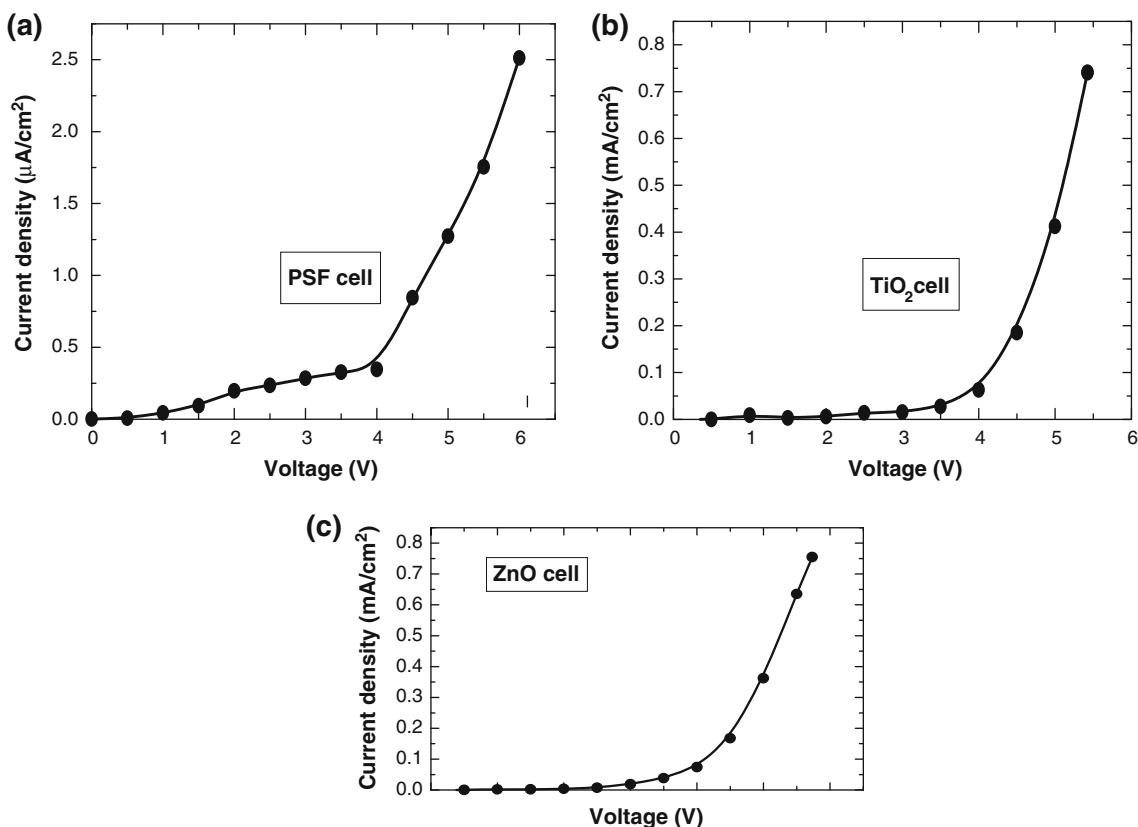 (a)
2.5
2.0
1.5
1.0
0.5
0.0
Current density (μA/cm²)
PSF cell
0 1 2 3 4 5 6
Voltage (V)
(b)
0.8
0.7
0.6
0.5
0.4
0.3
0.2
0.1
0.0
Current density (mA/cm²)
TiO₂cell
0 1 2 3 4 5 6
Voltage (V)
(c)
0.8
0.7
0.6
0.5
0.4
0.3
0.2
0.1
0.0
Current density (mA/cm²)
ZnO cell
Voltage (V)